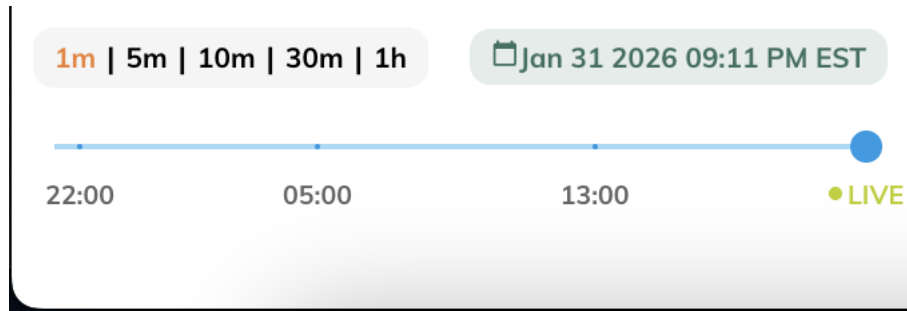 1m | 5m | 10m | 30m | 1h Jan 31 2026 09:11 PM EST
22:00 05:00 13:00 LIVE